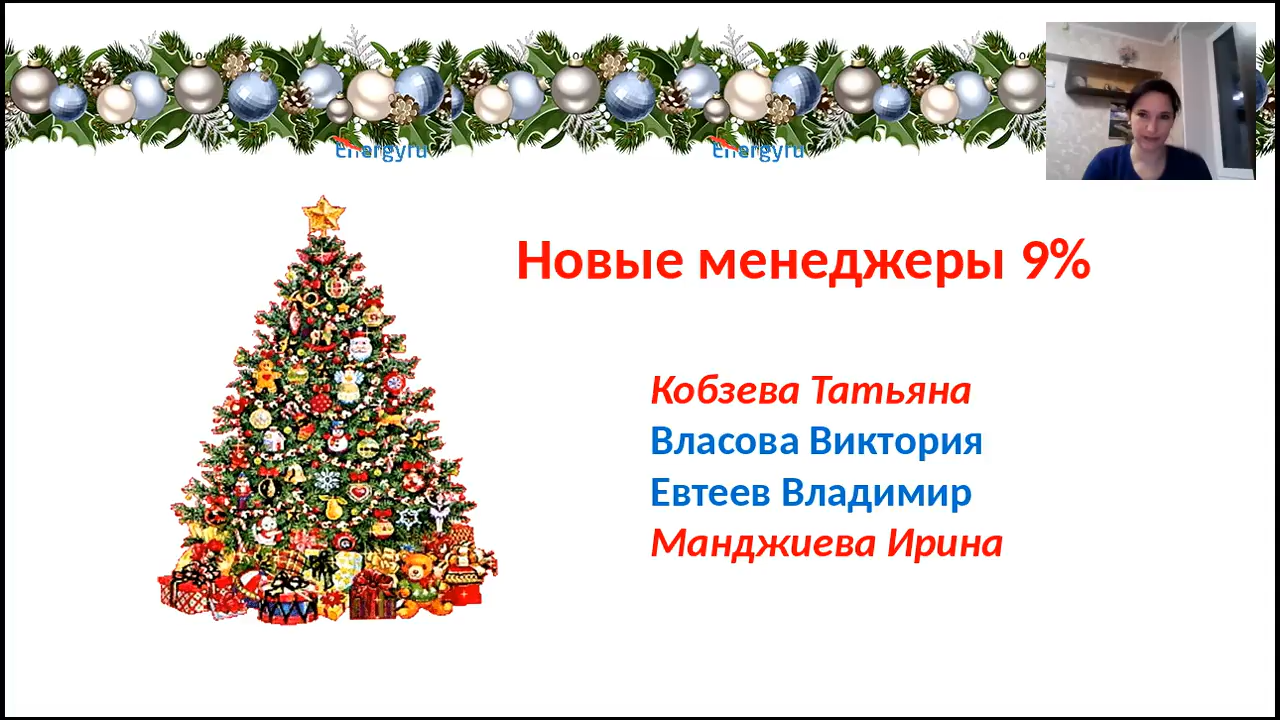 Energyru Energyru
Новые менеджеры 9%
Кобзева Татьяна
Власова Виктория
Евтеев Владимир
Манджиева Ирина